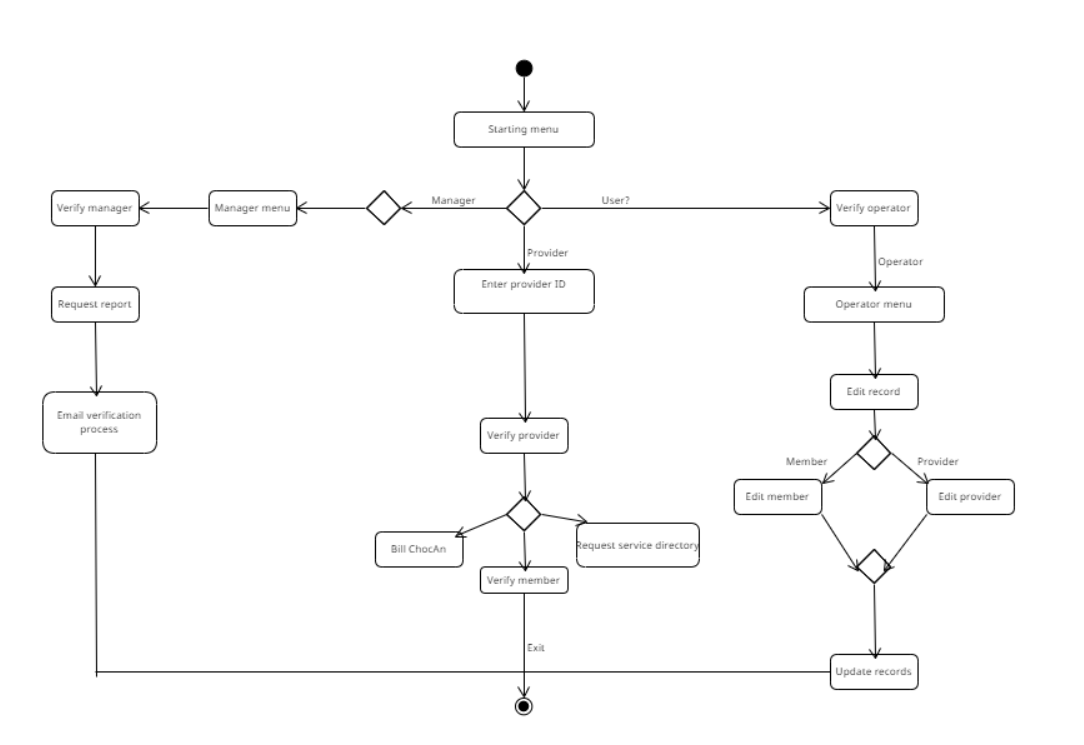 Starting menu
Verify manager
Manager menu
Manager
User?
Verify operator
Provider
Operator
Enter provider ID
Request report
Operator menu
Edit record
Email verification
process
Verify provider
Member
Provider
Edit member
Edit provider
Bill ChocAn
Request service directory
Verify member
Exit
Update records